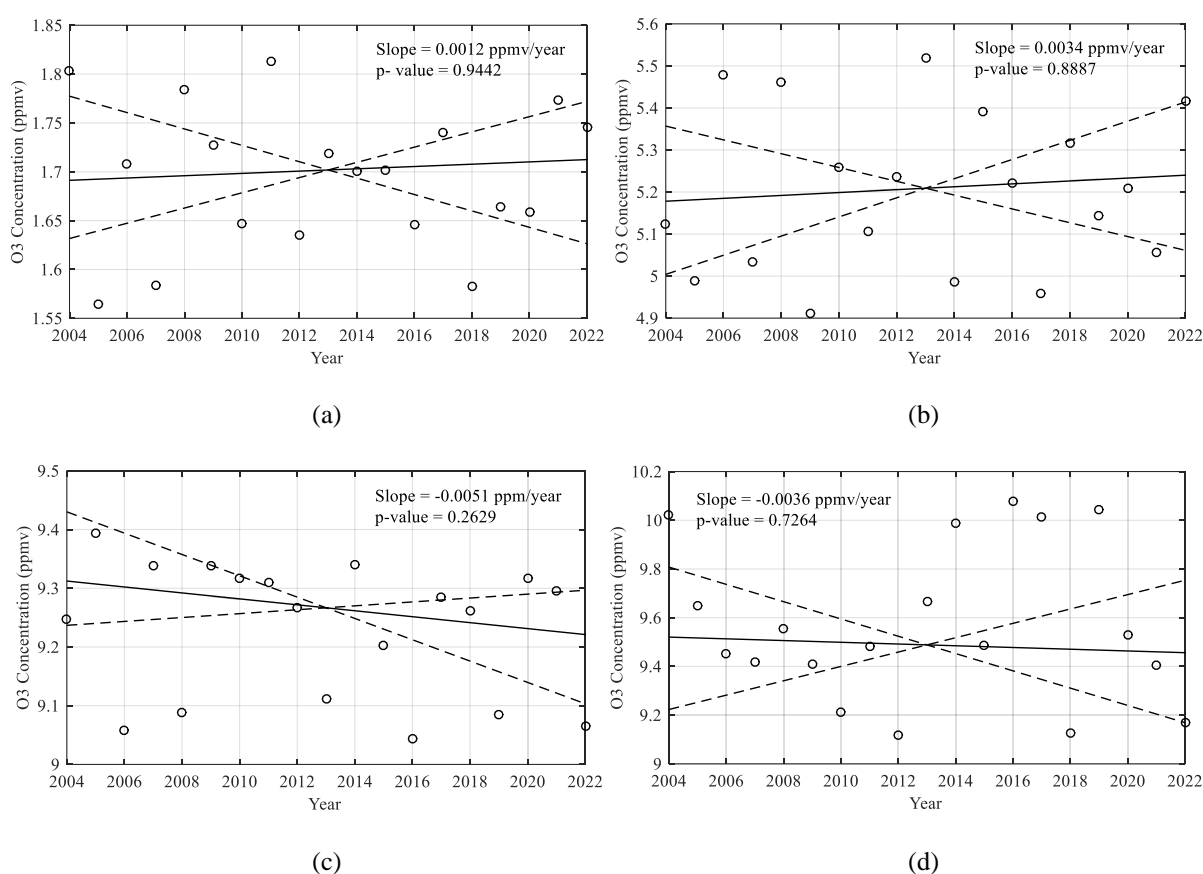 Slope = 0.0012 ppmv/year
p- value = 0.9442
O3 Concentration (ppmv)
1.85
1.8
1.75
1.7
1.65
1.6
1.55
2004 2006 2008 2010 2012 2014 2016 2018 2020 2022
Year
(a)
Slope = 0.0034 ppmv/year
p-value = 0.8887
O3 Concentration (ppmv)
5.6
5.5
5.4
5.3
5.2
5.1
5
4.9
2004 2006 2008 2010 2012 2014 2016 2018 2020 2022
Year
(b)
Slope = -0.0051 ppm/year
p-value = 0.2629
O3 Concentration (ppmv)
9.5
9.4
9.3
9.2
9.1
9
2004 2006 2008 2010 2012 2014 2016 2018 2020 2022
Year
(c)
Slope = -0.0036 ppmv/year
p-value = 0.7264
O3 Concentration (ppmv)
10.2
10.0
9.8
9.6
9.4
9.2
9
2004 2006 2008 2010 2012 2014 2016 2018 2020 2022
Year
(d)